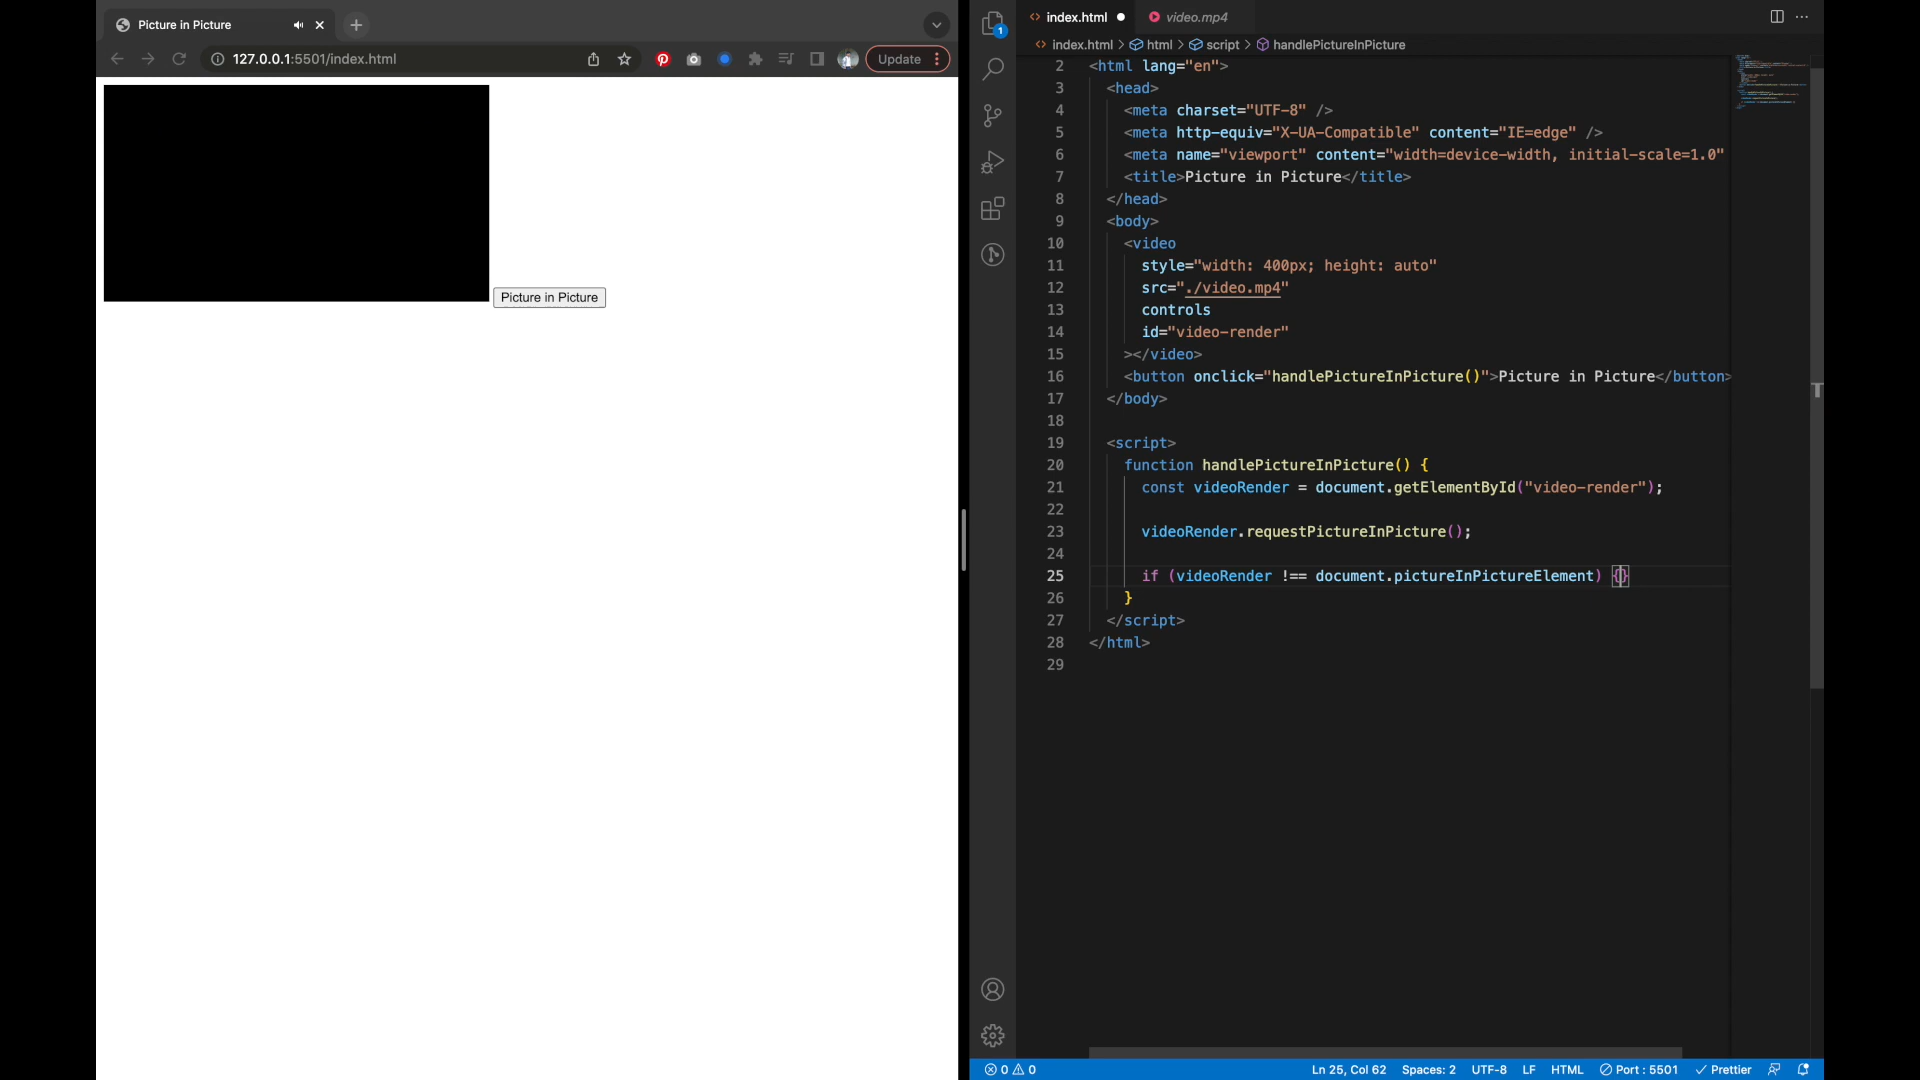 Picture in Picture
127.0.0.1:5501/index.html
Update
Picture in Picture
1
index.html
video.mp4
index.html > html > script > handlePictureInPicture
2 <html lang="en">
3 <head>
4 <meta charset="UTF-8" />
5 <meta http-equiv="X-UA-Compatible" content="IE=edge" />
6 <meta name="viewport" content="width=device-width, initial-scale=1.0"
7 <title>Picture in Picture</title>
8 </head>
9 <body>
10 <video
11 style="width: 400px; height: auto"
12 src="./video.mp4"
13 controls
14 id="video-render"
15 ></video>
16 <button onclick="handlePictureInPicture()">Picture in Picture</button>
17 </body>
18
19 <script>
20 function handlePictureInPicture() {
21 const videoRender = document.getElementById("video-render");
22
23 videoRender.requestPictureInPicture();
24
25 if (videoRender !== document.pictureInPictureElement) {}
26 }
27 </script>
28 </html>
29
0 0
Ln 25, Col 62
Spaces: 2
UTF-8
LF
HTML
Port : 5501
Prettier